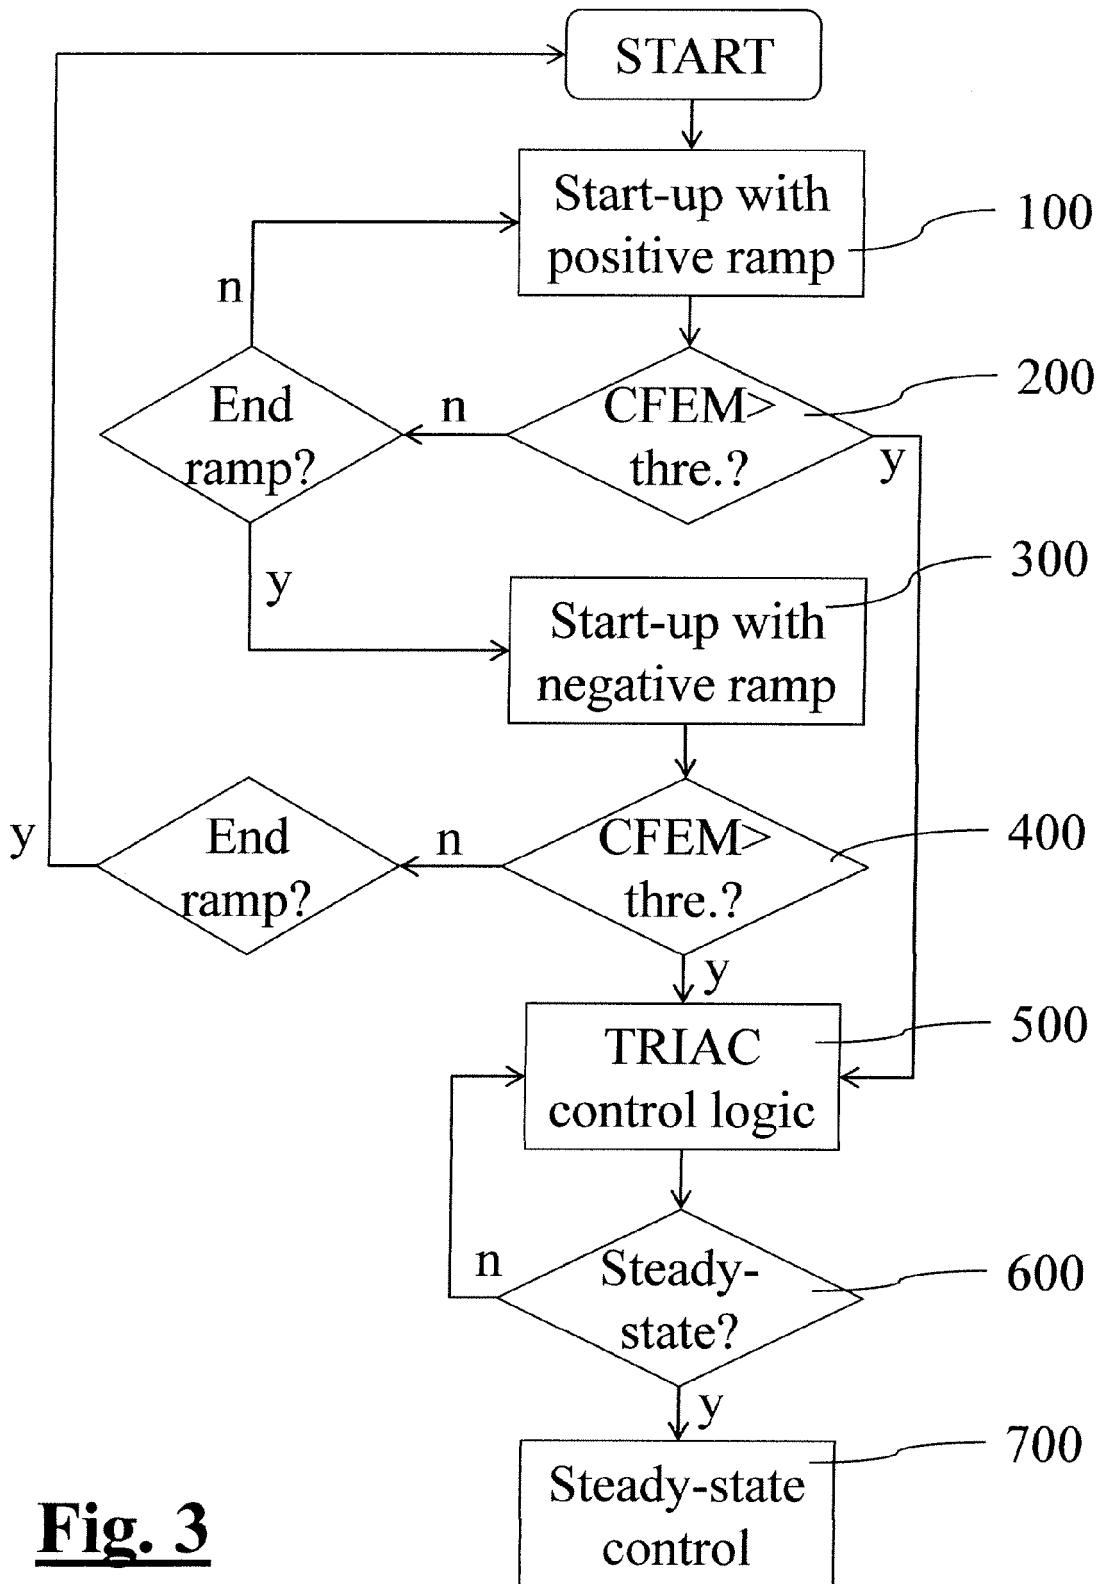 START
Start-up with
positive ramp
100
n
End
ramp?
n
CFEM>
thre.?
200
y
y
Start-up with
negative ramp
300
y
End
ramp?
n
CFEM>
thre.?
400
y
TRIAC
control logic
500
n
Steady-
state?
600
y
Steady-state
control
700
Fig. 3